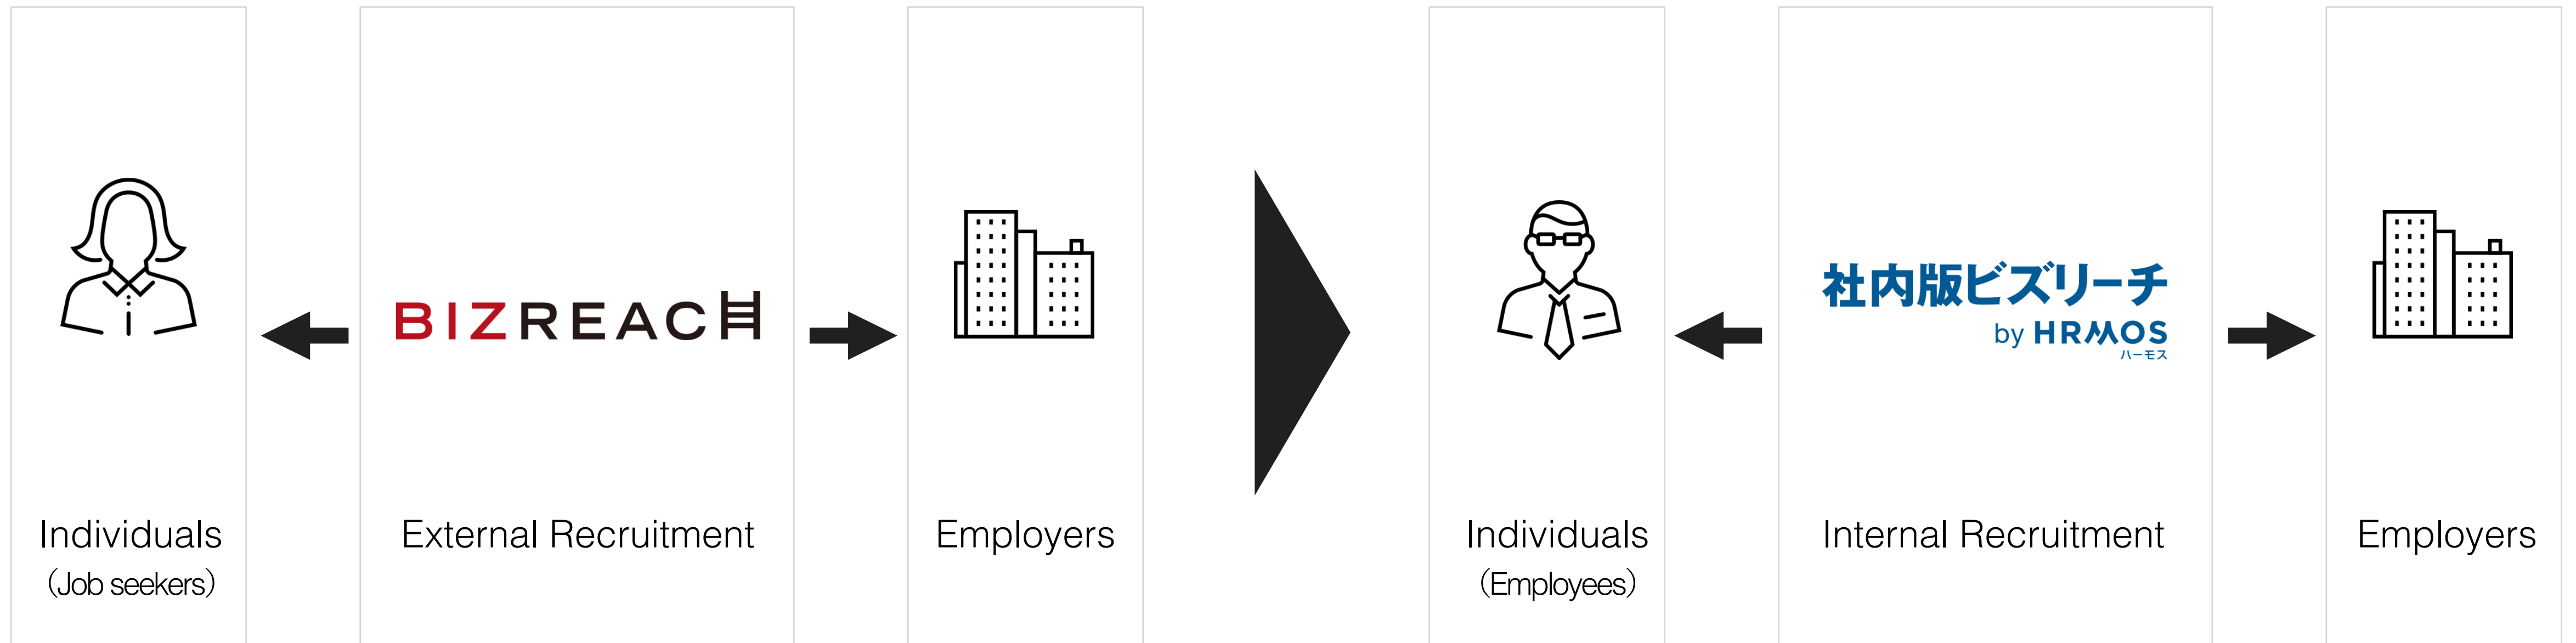 BIZREACH
社内版ビズリーチ
by HRMOS
ハーモス
Individuals
(Job seekers)
External Recruitment
Employers
Individuals
(Employees)
Internal Recruitment
Employers